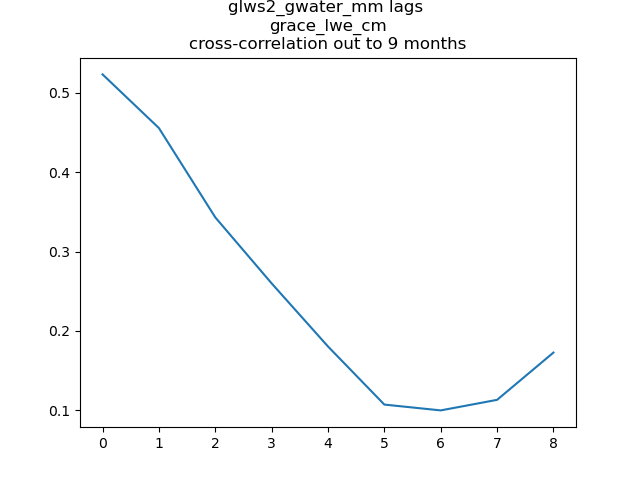 glws2_gwater_mm lags
grace_lwe_cm
cross-correlation out to 9 months
0.5
0.4
0.3
0.2
0.1
0 1 2 3 4 5 6 7 8